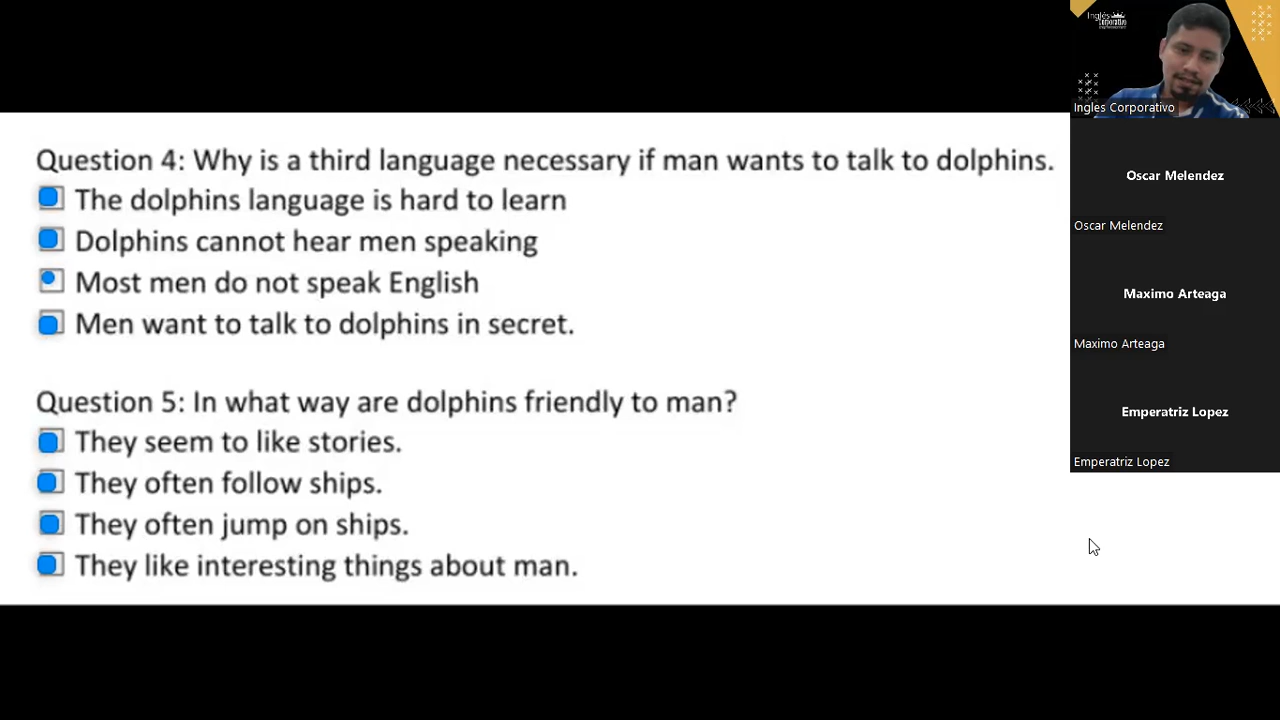 Question 4: Why is a third language necessary if man wants to talk to dolphins.
The dolphins language is hard to learn
Dolphins cannot hear men speaking
Most men do not speak English
Men want to talk to dolphins in secret.
Question 5: In what way are dolphins friendly to man?
They seem to like stories.
They often follow ships.
They often jump on ships.
They like interesting things about man.
Inglés
Corporativo
Ingles Corporativo
Oscar Melendez
Oscar Melendez
Maximo Arteaga
Maximo Arteaga
Emperatriz Lopez
Emperatriz Lopez